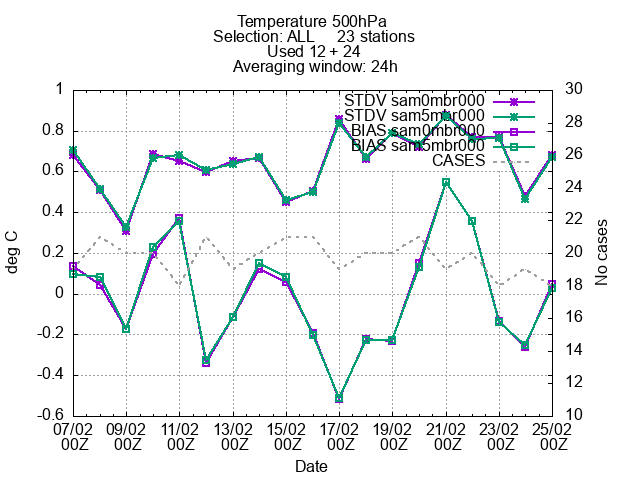 Temperature 500hPa
Selection: ALL 23 stations
Used 12 + 24
Averaging window: 24h
STDV sam0mbr000
STDV sam5mbr000
BIAS sam0mbr000
BIAS sam5mbr000
CASES
1
0.8
0.6
0.4
0.2
0
-0.2
-0.4
-0.6
deg C
30
28
26
24
22
20
18
16
14
12
10
No cases
07/02 09/02 11/02 13/02 15/02 17/02 19/02 21/02 23/02 25/02
00Z 00Z 00Z 00Z 00Z 00Z 00Z 00Z 00Z 00Z
Date